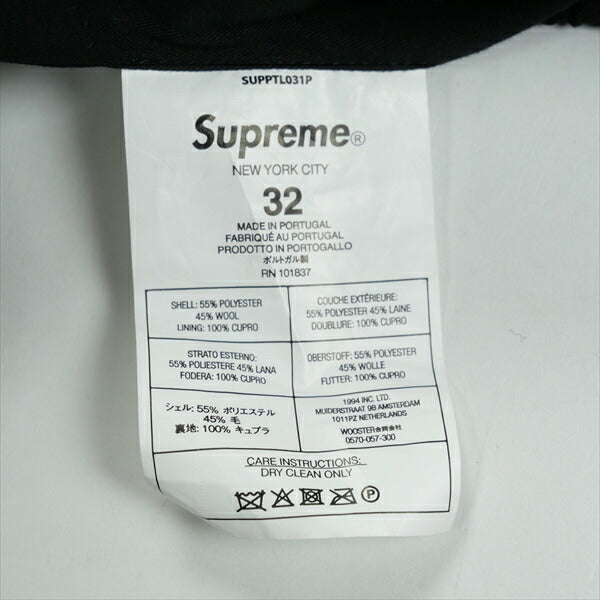 SUPPTL031P
Supreme®
NEW YORK CITY
32
MADE IN PORTUGAL
FABRIQUÉ AU PORTUGAL
PRODOTTO IN PORTOGALLO
ポルトガル製
RN 101837
SHELL: 55% POLYESTER
45% WOOL
LINING: 100% CUPRO
COUCHE EXTÉRIEURE:
55% POLYESTER 45% LAINE
DOUBLURE: 100% CUPRO
STRATO ESTERNO:
55% POLIESTERE 45% LANA
FODERA: 100% CUPRO
OBERSTOFF: 55% POLYESTER
45% WOLLE
FUTTER: 100% CUPRO
シェル: 55% ポリエステル
45% 毛
裏地: 100% キュプラ
1994 INC. LTD.
MUIDERSTRAAT 9B AMSTERDAM
1011PZ NETHERLANDS
WOOSTER合同会社
0570-057-300
CARE INSTRUCTIONS:
DRY CLEAN ONLY
P